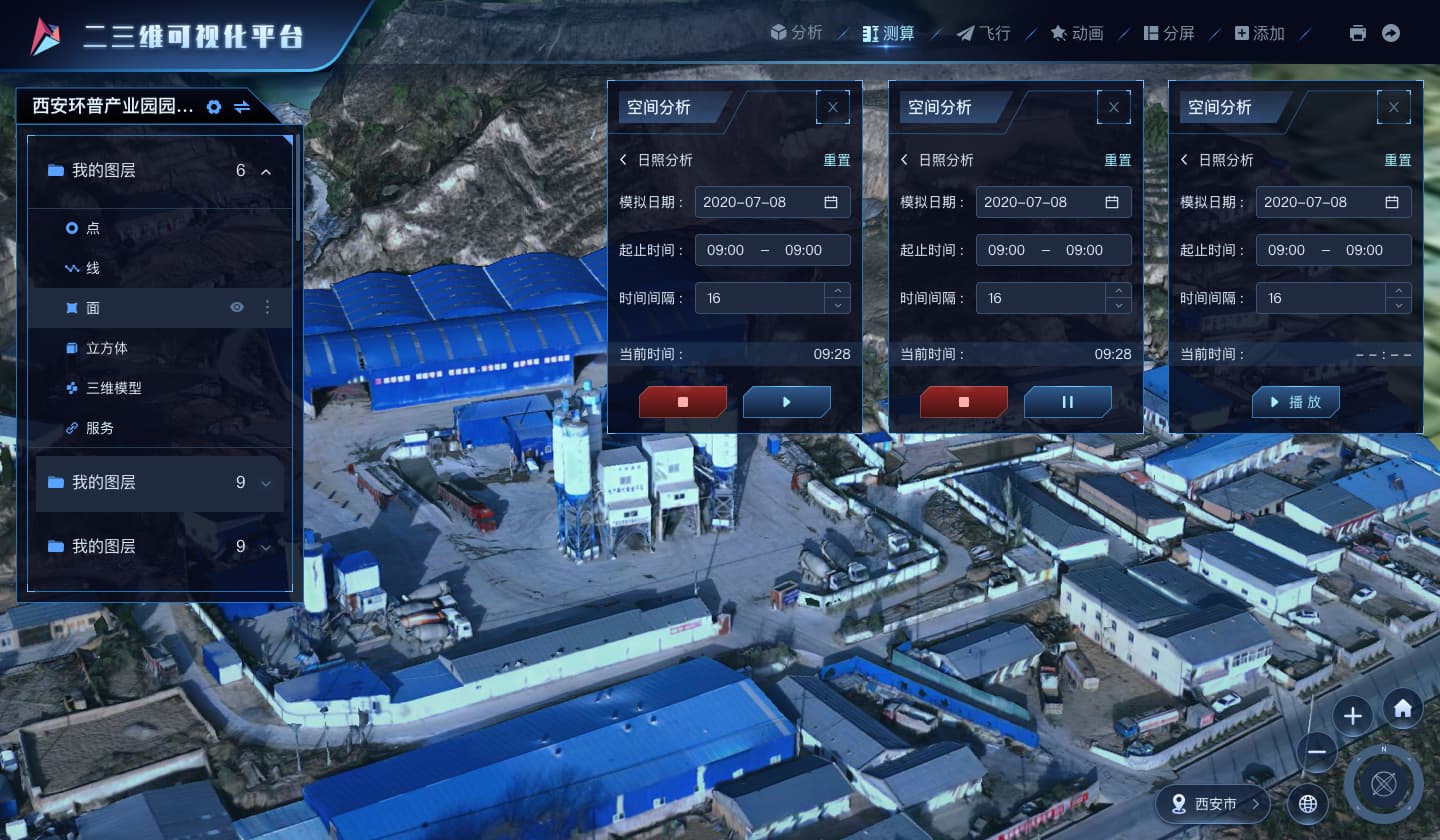 二三维可视化平台
分析
测算
飞行
动画
分屏
添加
西安环普产业园园...
我的图层 6
点
线
面
立方体
三维模型
服务
我的图层 9
我的图层 9
空间分析
日照分析 重置
模拟日期： 2020-07-08
起止时间： 09:00 – 09:00
时间间隔： 16
当前时间： 09:28
空间分析
日照分析 重置
模拟日期： 2020-07-08
起止时间： 09:00 – 09:00
时间间隔： 16
当前时间： 09:28
空间分析
日照分析 重置
模拟日期： 2020-07-08
起止时间： 09:00 – 09:00
时间间隔： 16
当前时间： – – : – –
播放
N
西安市